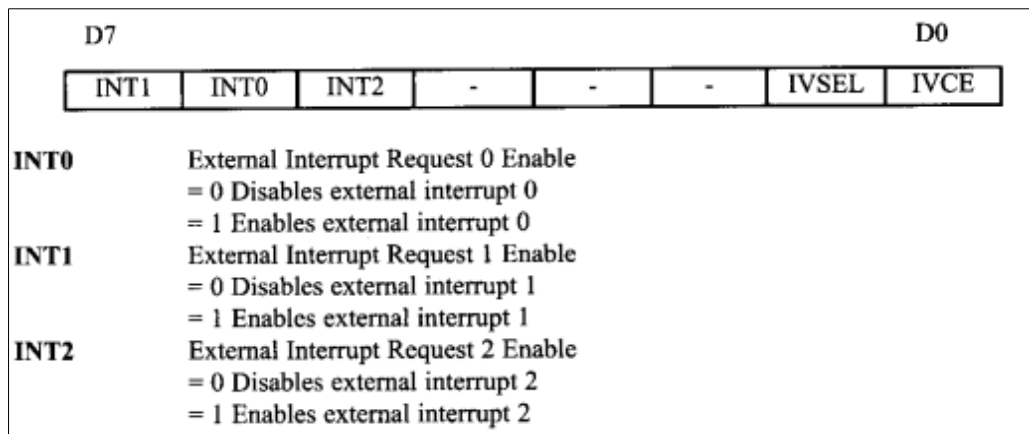 D7 D0
INT1 INT0 INT2 - - - IVSEL IVCE
INT0 External Interrupt Request 0 Enable
= 0 Disables external interrupt 0
= 1 Enables external interrupt 0
INT1 External Interrupt Request 1 Enable
= 0 Disables external interrupt 1
= 1 Enables external interrupt 1
INT2 External Interrupt Request 2 Enable
= 0 Disables external interrupt 2
= 1 Enables external interrupt 2